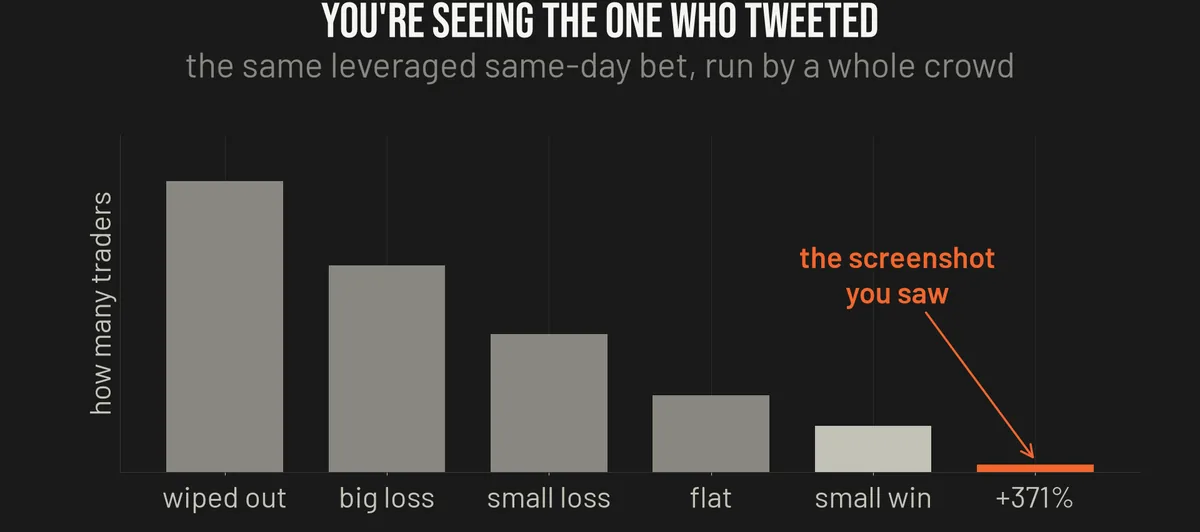 YOU'RE SEEING THE ONE WHO TWEETED
the same leveraged same-day bet, run by a whole crowd
how many traders
the screenshot
you saw
wiped out
big loss
small loss
flat
small win
+371%